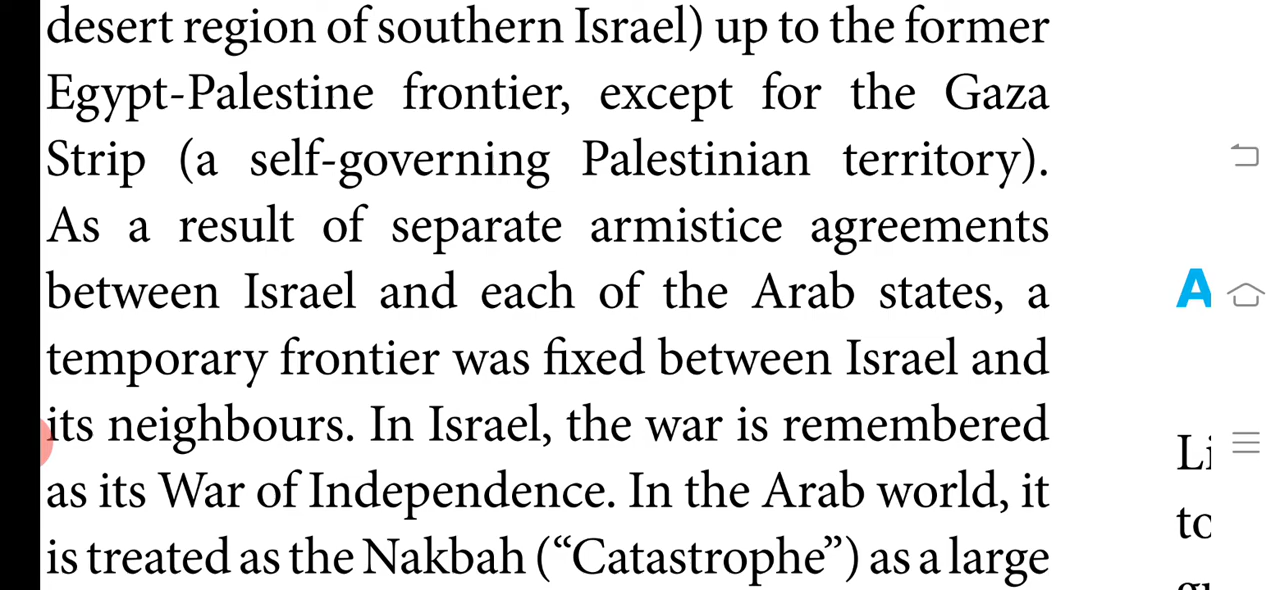 desert region of southern Israel) up to the former
Egypt-Palestine frontier, except for the Gaza
Strip (a self-governing Palestinian territory).
As a result of separate armistice agreements
between Israel and each of the Arab states, a
temporary frontier was fixed between Israel and
its neighbours. In Israel, the war is remembered
as its War of Independence. In the Arab world, it
is treated as the Nakbah (“Catastrophe”) as a large
A
Li
to